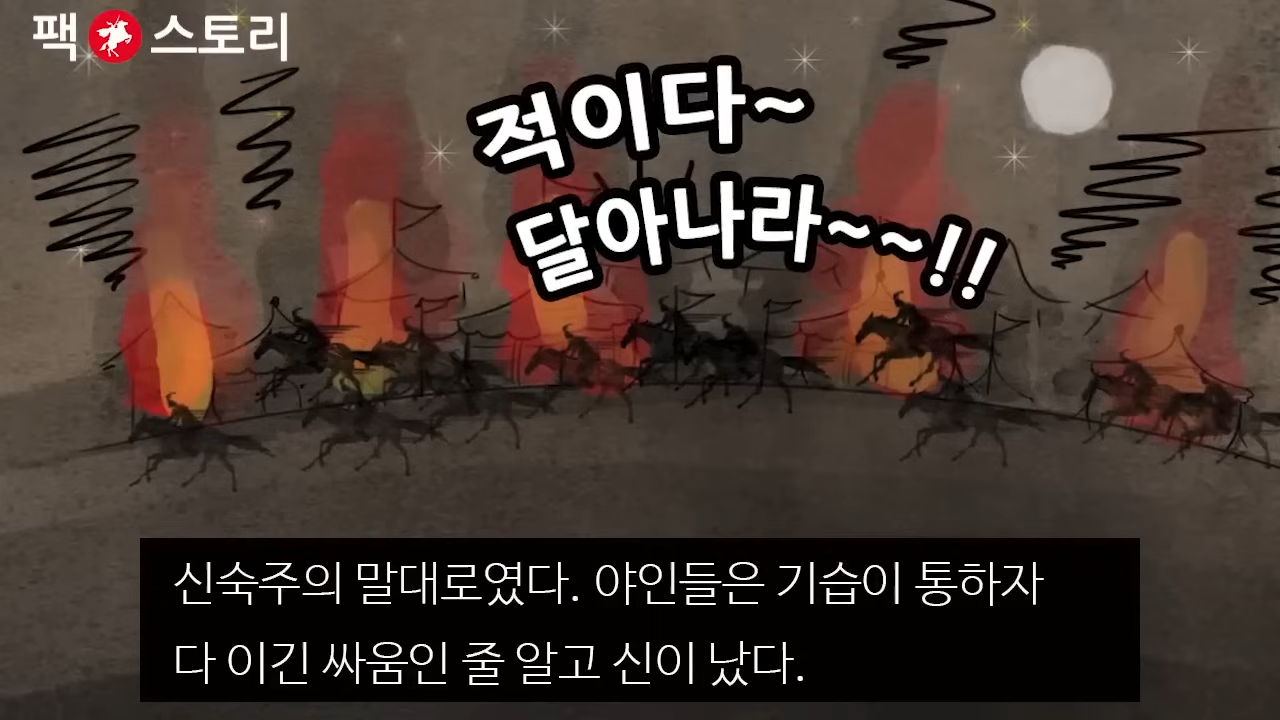 팩스토리
적이다~
달아나라~~!!
신숙주의 말대로였다. 야인들은 기습이 통하자
다 이긴 싸움인 줄 알고 신이 났다.